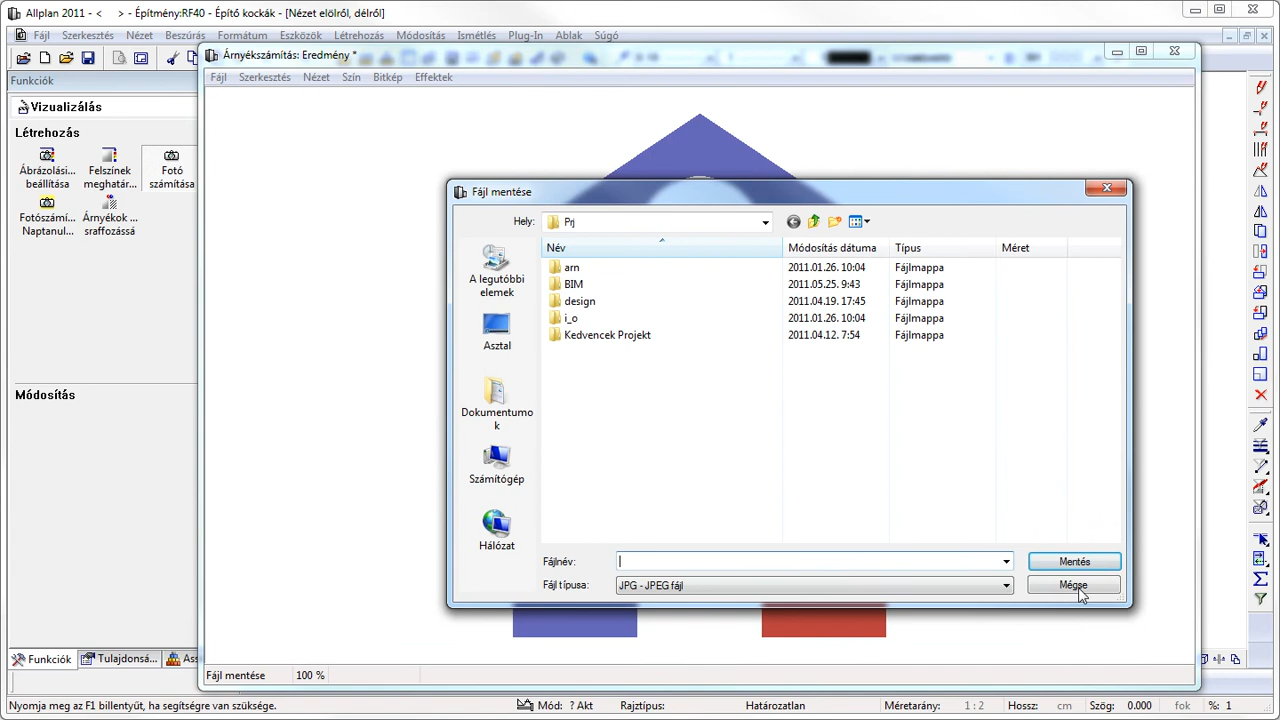 Allplan 2011 - <    > - Építmény:RF40 - Építő kockák - [Nézet elölről, délről]
Fájl Szerkesztés Nézet Beszúrás Formátum Eszközök Létrehozás Módosítás Ismétlés Plug-In Ablak Súgó
Árnyékszámítás: Eredmény *
Funkciók
Fájl Szerkesztés Nézet Szín Bitkép Effektek
Vizualizálás
Létrehozás
Ábrázolási... beállítása
Felszínek meghatár...
Fotó számítása
Fotószámí... Naptanul...
Árnyékok ... sraffozássá
Módosítás
Fájl mentése
Hely: Prj
Név Módosítás dátuma Típus Méret
arn 2011.01.26. 10:04 Fájlmappa
BIM 2011.05.25. 9:43 Fájlmappa
design 2011.04.19. 17:45 Fájlmappa
i_o 2011.01.26. 10:04 Fájlmappa
Kedvencek Projekt 2011.04.12. 7:54 Fájlmappa
A legutóbbi
elemek
Asztal
Dokumentumo
k
Számítógép
Hálózat
Fájlnév: Mentés
Fájl típusa: JPG - JPEG fájl Mégse
Funkciók Tulajdonsá... Ass
Fájl mentése 100 %
Nyomja meg az F1 billentyűt, ha segítségre van szüksége. Mód: ? Akt Rajztípus: Határozatlan Méretarány: 1 : 2 Hossz: cm Szög: 0.000 fok %: 1